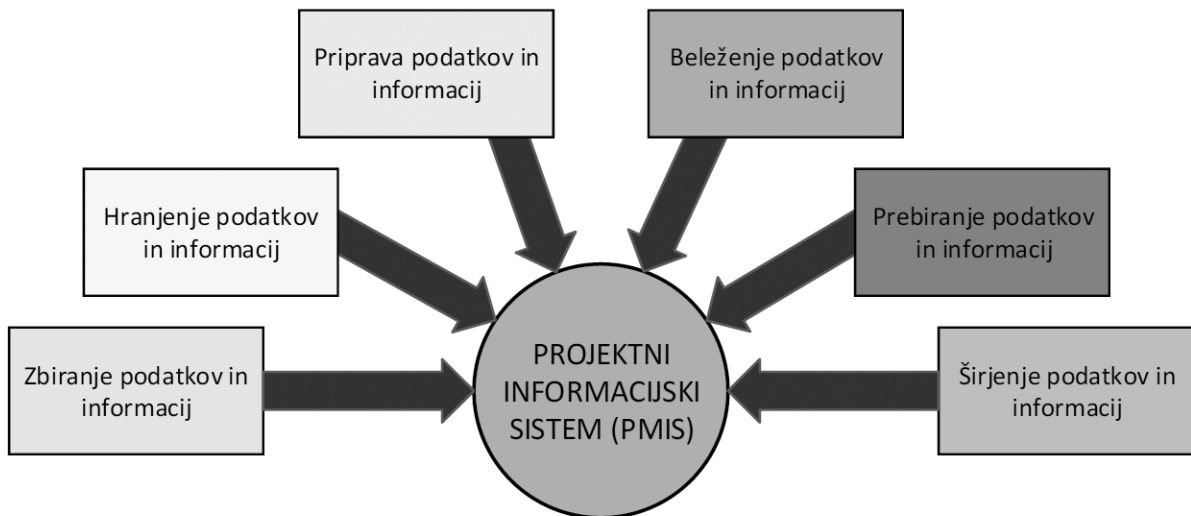 Priprava podatkov in
informacij
Beleženje podatkov
in informacij
Hranjenje podatkov
in informacij
Prebiranje podatkov
in informacij
Zbiranje podatkov in
informacij
PROJEKTNI
INFORMACIJSKI
SISTEM (PMIS)
Širjenje podatkov in
informacij